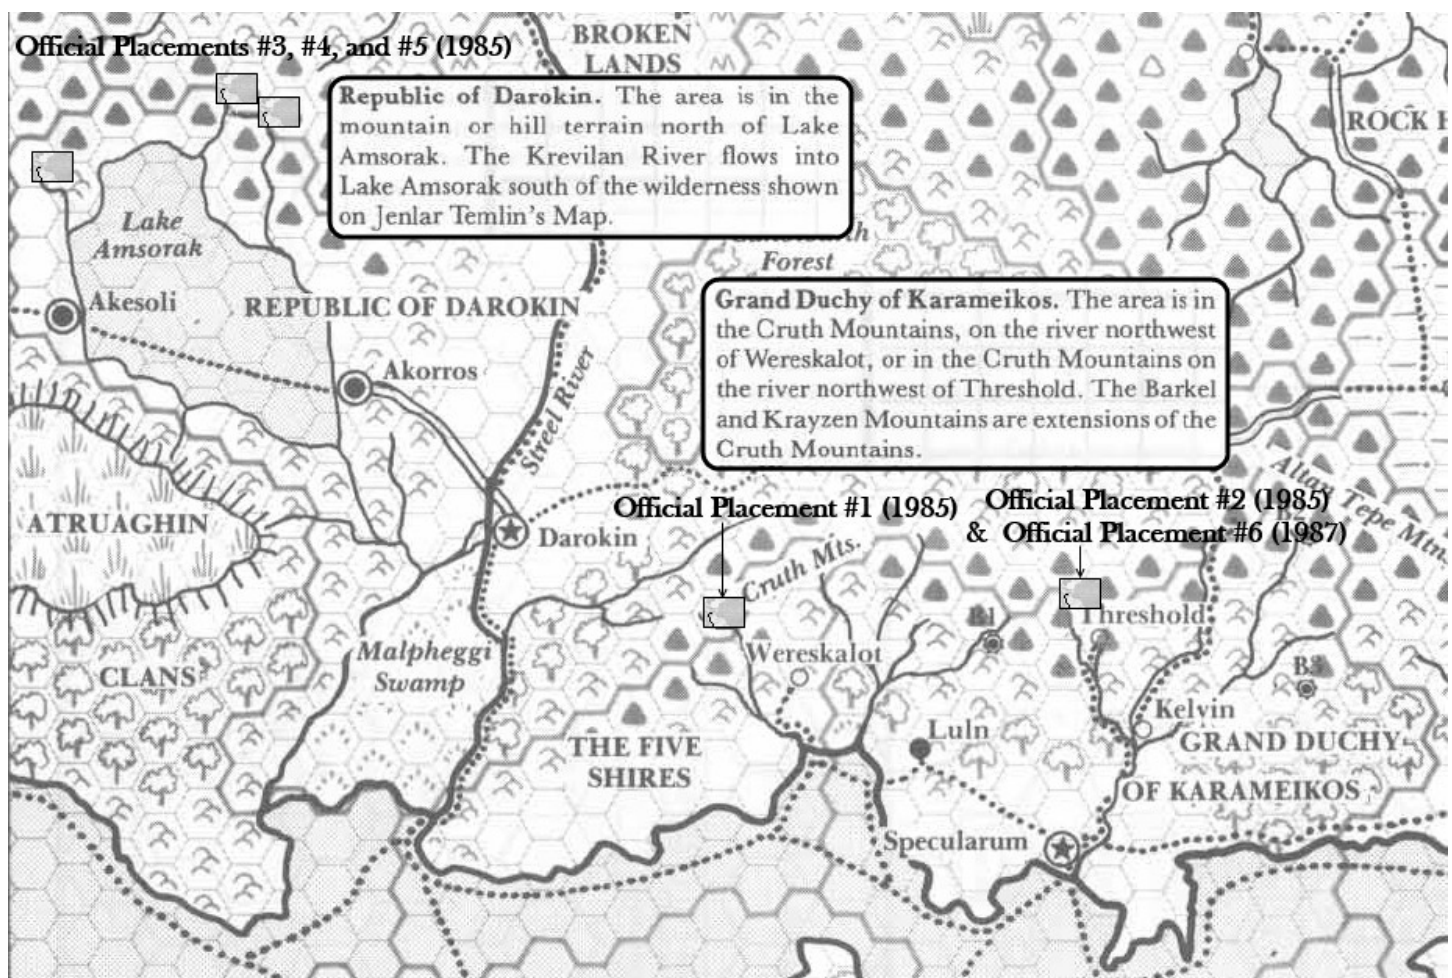 Official Placements #3, #4, and #5 (1985)
BROKEN
LANDS
Republic of Darokin. The area is in the
mountain or hill terrain north of Lake
Amsorak. The Krevilan River flows into
Lake Amsorak south of the wilderness shown
on Jenlar Temlin's Map.
ROCK
Lake
Amsorak
Forest
Akesoli
REPUBLIC OF DAROKIN
Grand Duchy of Karameikos. The area is in
the Cruth Mountains, on the river northwest
of Wereskalot, or in the Cruth Mountains on
the river northwest of Threshold. The Barkel
and Krayzen Mountains are extensions of the
Cruth Mountains.
Akorros
Streel River
Altan Tepe Mtn.
Official Placement #1 (1985)
Official Placement #2 (1985)
& Official Placement #6 (1987)
ATRUAGHIN
Darokin
Cruth Mts.
B1
Threshold
Malpheggi
Swamp
Wereskalot
CLANS
B3
Kelvin
Luln
THE FIVE
SHIRES
GRAND DUCHY
OF KARAMEIKOS
Specularum